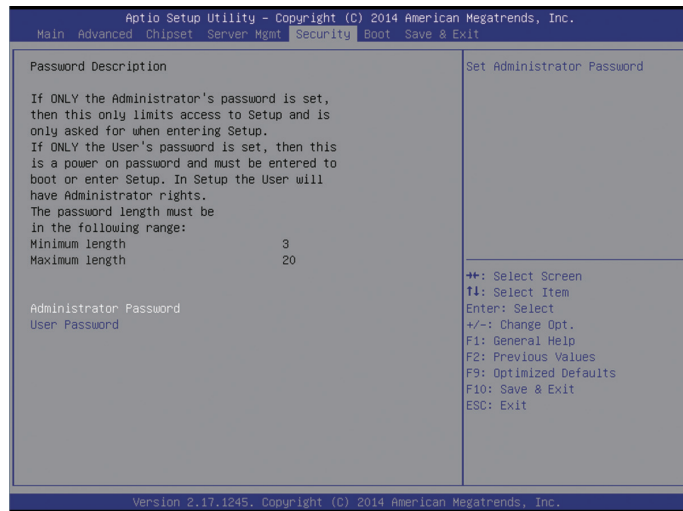 Aptio Setup Utility – Copyright (C) 2014 American Megatrends, Inc.
Main Advanced Chipset Server Mgmt Security Boot Save & Exit
Password Description
If ONLY the Administrator's password is set,
then this only limits access to Setup and is
only asked for when entering Setup.
If ONLY the User's password is set, then this
is a power on password and must be entered to
boot or enter Setup. In Setup the User will
have Administrator rights.
The password length must be
in the following range:
Minimum length 3
Maximum length 20
Administrator Password
User Password
Set Administrator Password
→←: Select Screen
↑↓: Select Item
Enter: Select
+/-: Change Opt.
F1: General Help
F2: Previous Values
F9: Optimized Defaults
F10: Save & Exit
ESC: Exit
Version 2.17.1245. Copyright (C) 2014 American Megatrends, Inc.